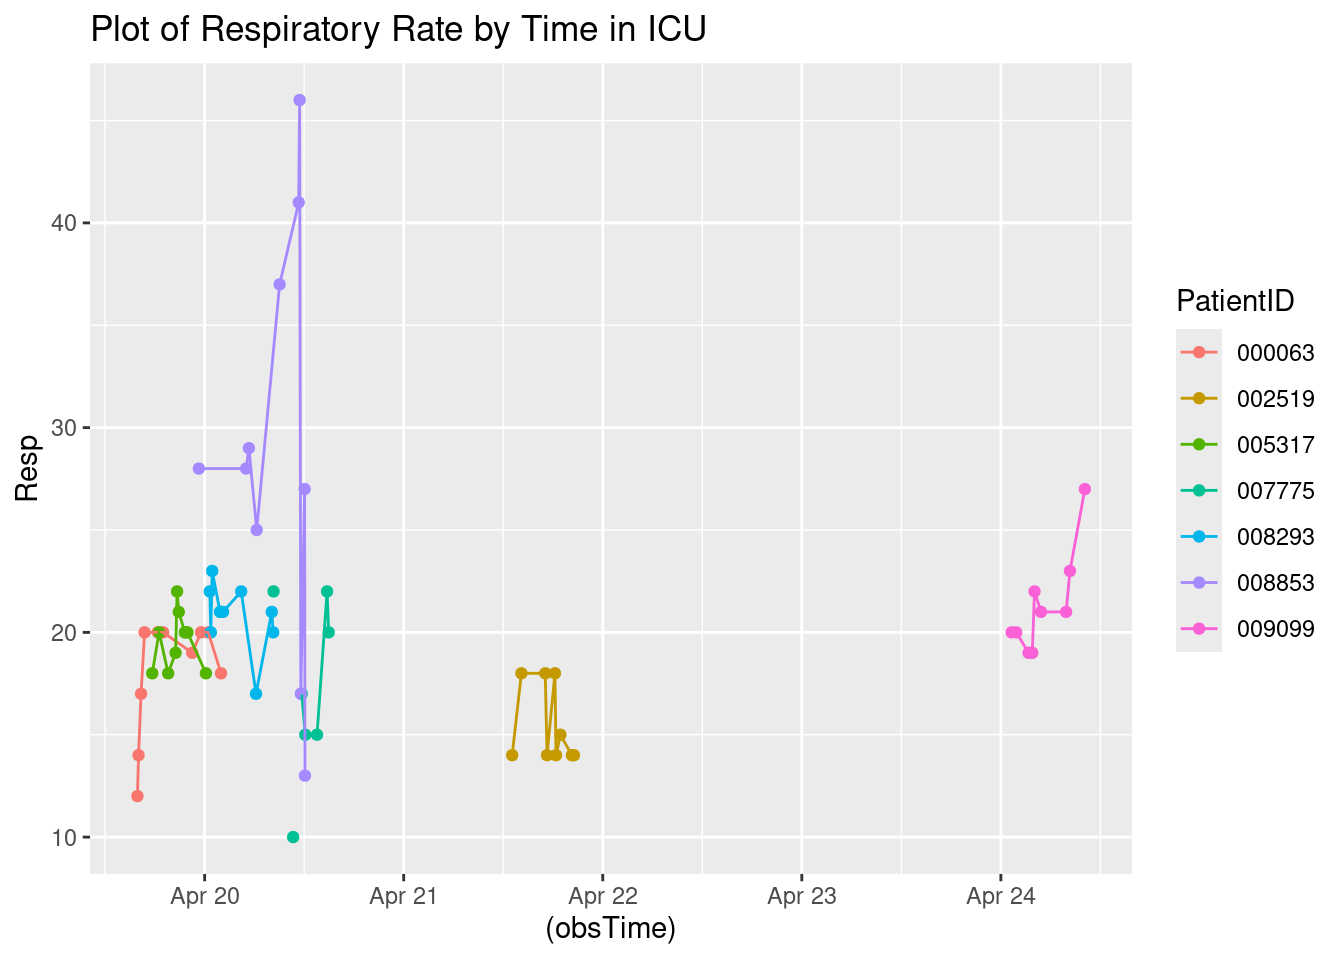 Plot of Respiratory Rate by Time in ICU
Resp
40
30
20
10
Apr 20
Apr 21
Apr 22
Apr 23
Apr 24
(obsTime)
PatientID
000063
002519
005317
007775
008293
008853
009099